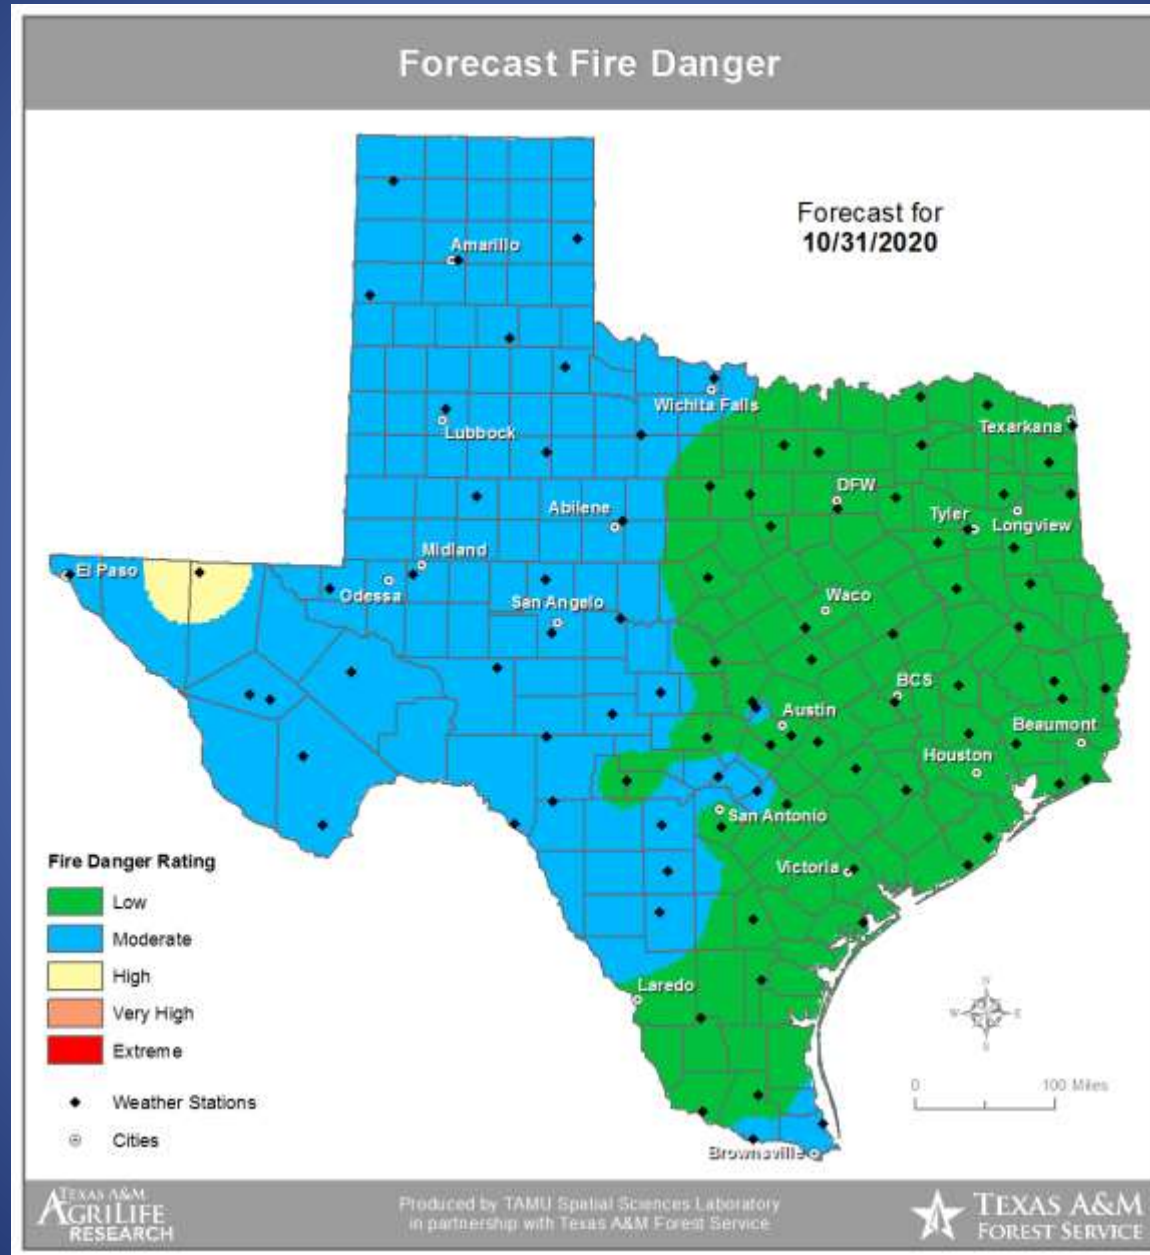 Forecast Fire Danger
Forecast for
10/31/2020
Amarillo
Wichita Falls
Lubbock
Texarkana
DFW
Abilene
Tyler
Longview
Midland
El Paso
Odessa
San Angelo
Waco
BCS
Austin
Beaumont
Houston
San Antonio
Victoria
Laredo
Brownsville
Fire Danger Rating
Low
Moderate
High
Very High
Extreme
Weather Stations
Cities
N
W E
S
0 100 Miles
TEXAS A&M
AGRILIFE
RESEARCH
Produced by TAMU Spatial Sciences Laboratory
in partnership with Texas A&M Forest Service
TEXAS A&M
FOREST SERVICE